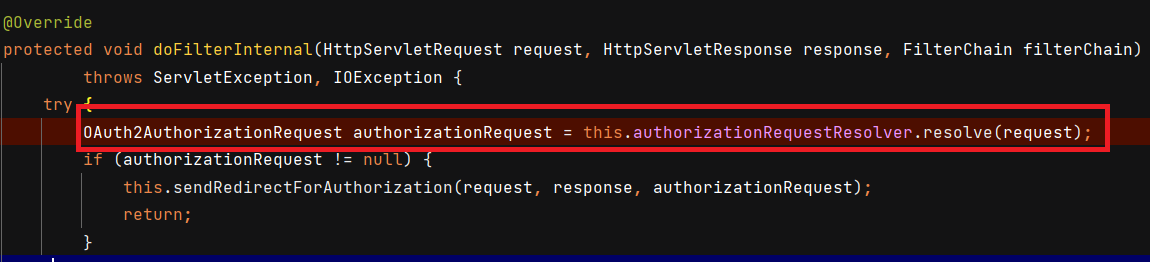 @Override
protected void doFilterInternal(HttpServletRequest request, HttpServletResponse response, FilterChain filterChain)
throws ServletException, IOException {
try {
OAuth2AuthorizationRequest authorizationRequest = this.authorizationRequestResolver.resolve(request);
if (authorizationRequest != null) {
this.sendRedirectForAuthorization(request, response, authorizationRequest);
return;
}